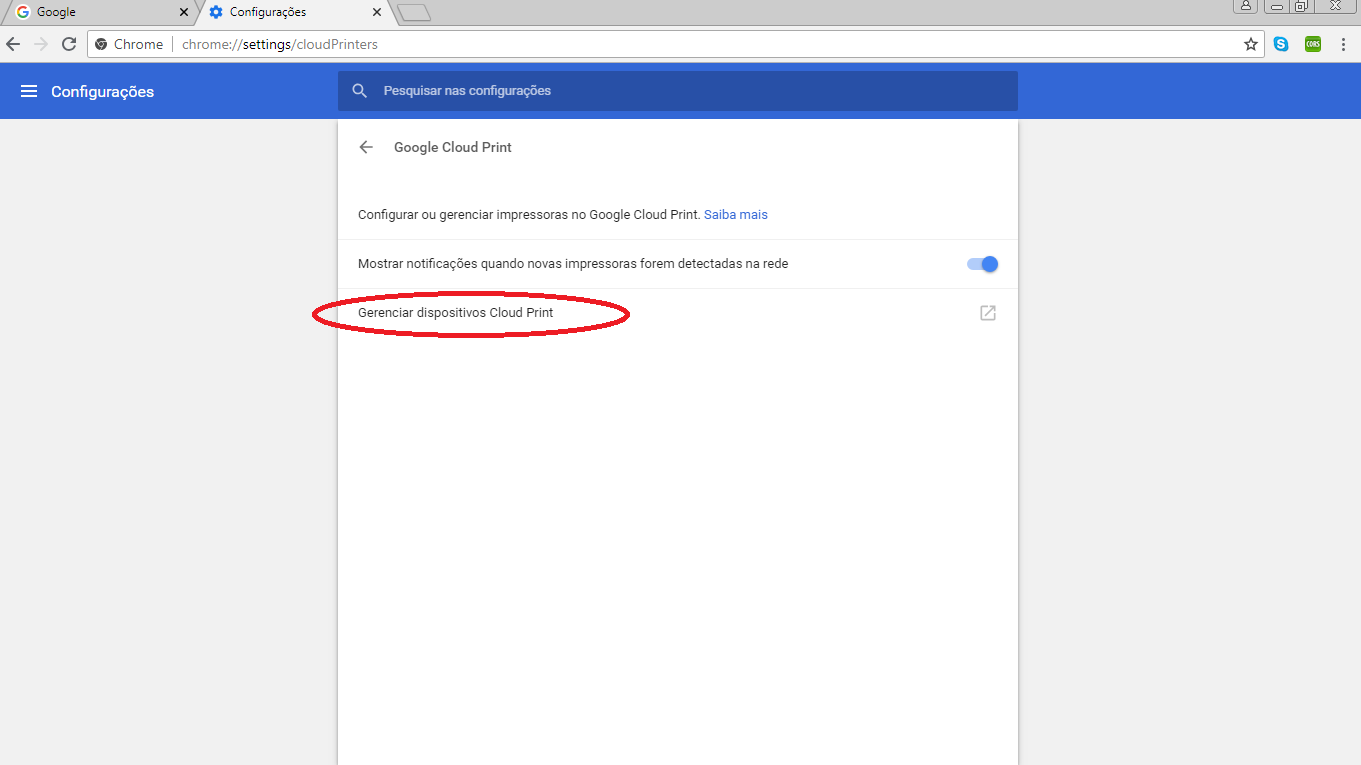 Google
Configurações
Chrome chrome://settings/cloudPrinters
S CORS
Configurações
Pesquisar nas configurações
Google Cloud Print
Configurar ou gerenciar impressoras no Google Cloud Print. Saiba mais
Mostrar notificações quando novas impressoras forem detectadas na rede
Gerenciar dispositivos Cloud Print